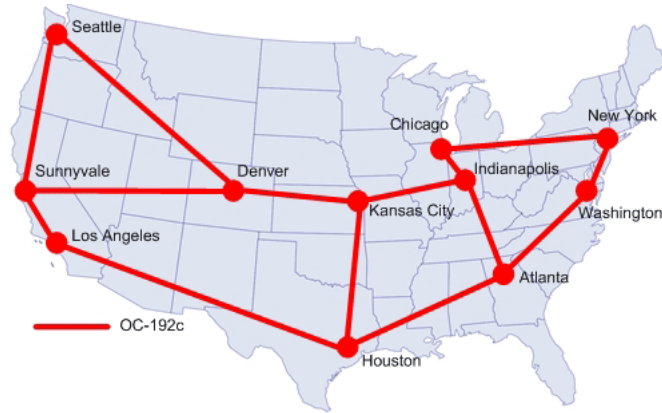 Seattle
New York
Chicago
Sunnyvale
Denver
Indianapolis
Kansas City
Washington
Los Angeles
Atlanta
OC-192c
Houston